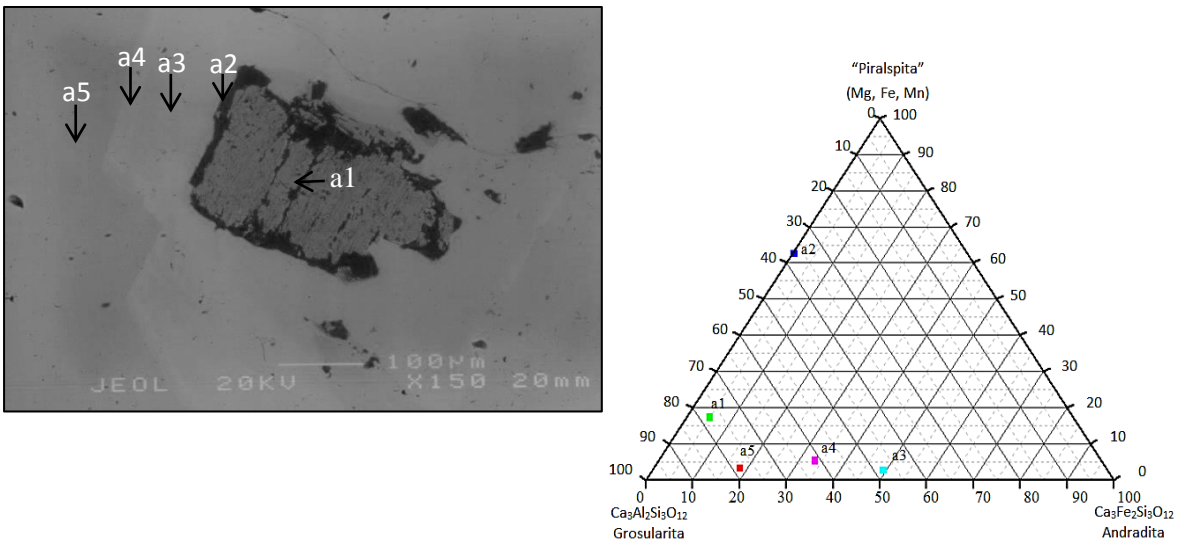 a4
a3
a2
a5
a1
100µm
JEOL 20KV X150 20mm
“Piralspita”
(Mg, Fe, Mn)
0 100
10 90
20 80
30 70
a2
40 60
50 50
60 40
70 30
80 20
a1
90 10
a5 a4 a3
100 0
0 10 20 30 40 50 60 70 80 90 100
Ca₃Al₂Si₃O₁₂ Ca₃Fe₂Si₃O₁₂
Grosularita Andradita